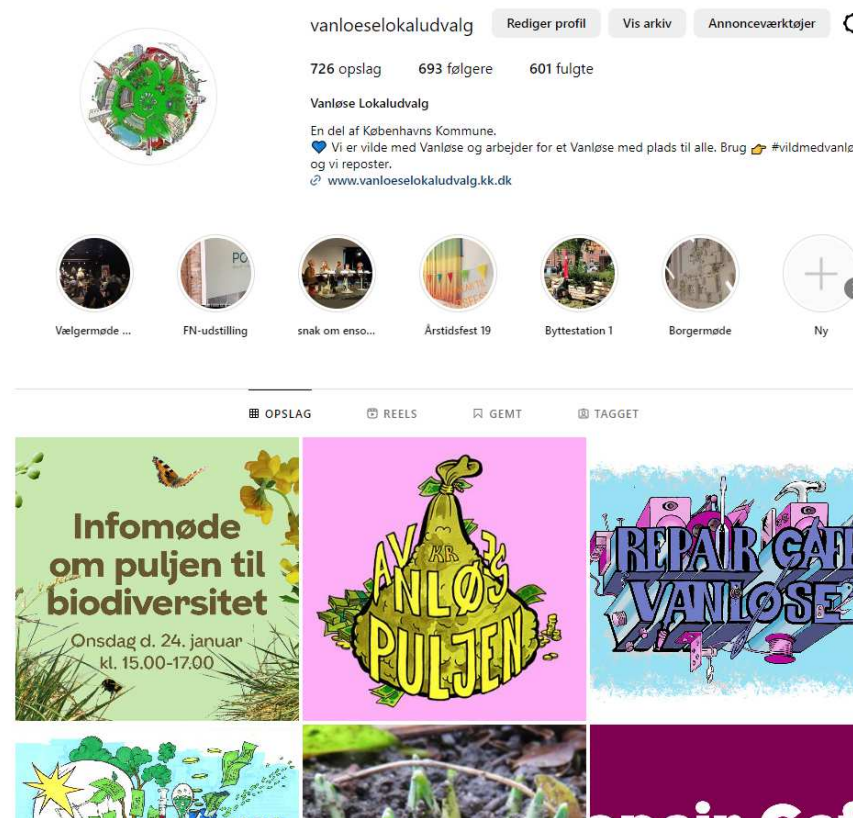 vanloeselokaludvalg Rediger profil Vis arkiv Annonceværktøjer
726 opslag 693 følgere 601 fulgte
Vanløse Lokaludvalg
En del af Københavns Kommune.
💙 Vi er vilde med Vanløse og arbejder for et Vanløse med plads til alle. Brug 👉 #vildmedvanlø
og vi reposter.
www.vanloeselokaludvalg.kk.dk
Vælgermøde ... FN-udstilling snak om enso... Årstidsfest 19 Byttestation 1 Borgermøde Ny
OPSLAG REELS GEMT TAGGET
Infomøde
om puljen til
biodiversitet
Onsdag d. 24. januar
kl. 15.00-17.00
KR
VANLØSE
PULJEN
REPAIR CAFE
VANLØSE